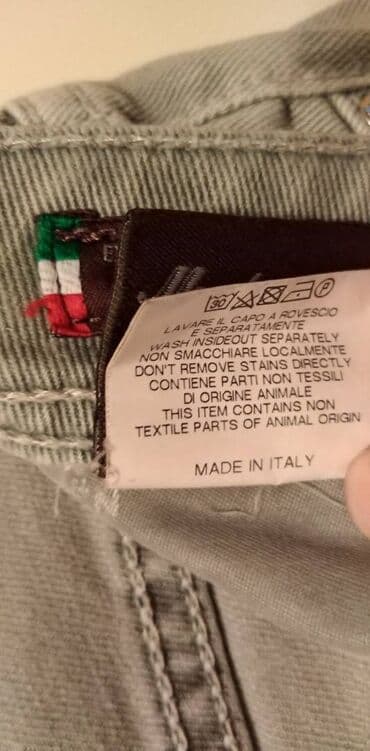 30
LAVARE IL CAPO A ROVESCIO
E SEPARATAMENTE
WASH INSIDEOUT SEPARATELY
NON SMACCHIARE LOCALMENTE
DON'T REMOVE STAINS DIRECTLY
CONTIENE PARTI NON TESSILI
DI ORIGINE ANIMALE
THIS ITEM CONTAINS NON
TEXTILE PARTS OF ANIMAL ORIGIN
MADE IN ITALY